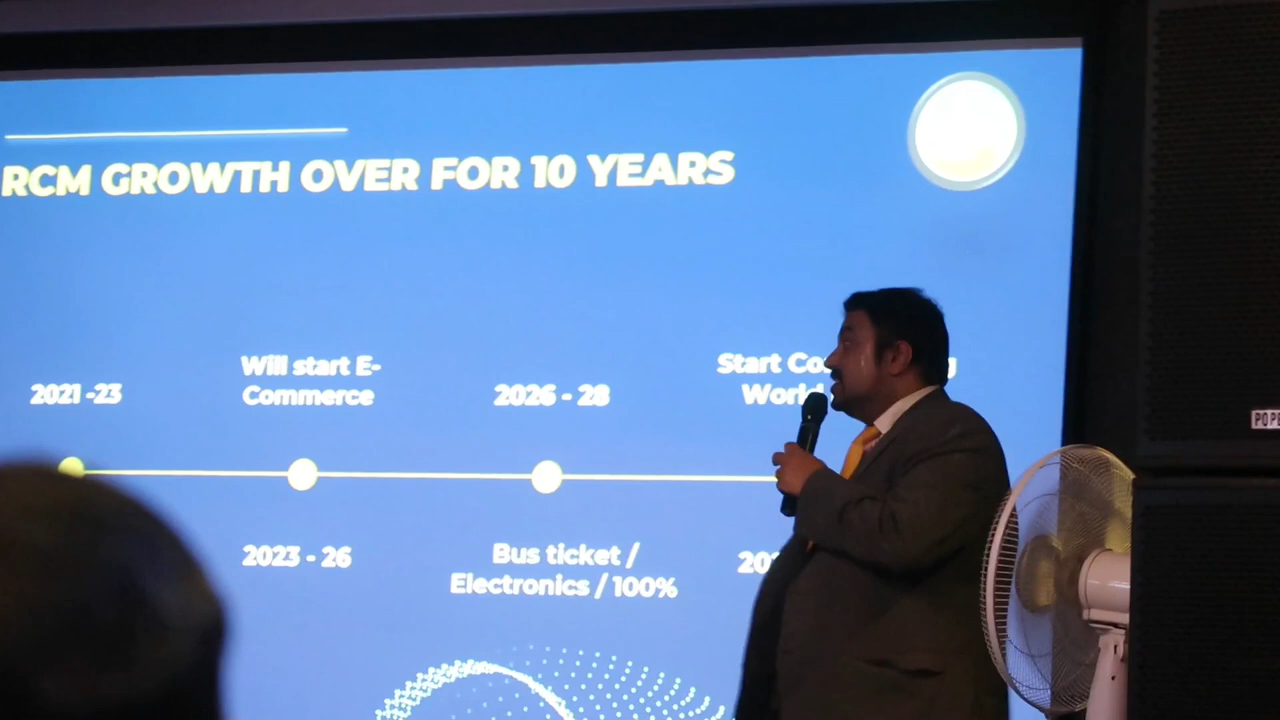 RCM GROWTH OVER FOR 10 YEARS
2021 -23
Will start E-
Commerce
2023 - 26
2026 - 28
Bus ticket /
Electronics / 100%
Start